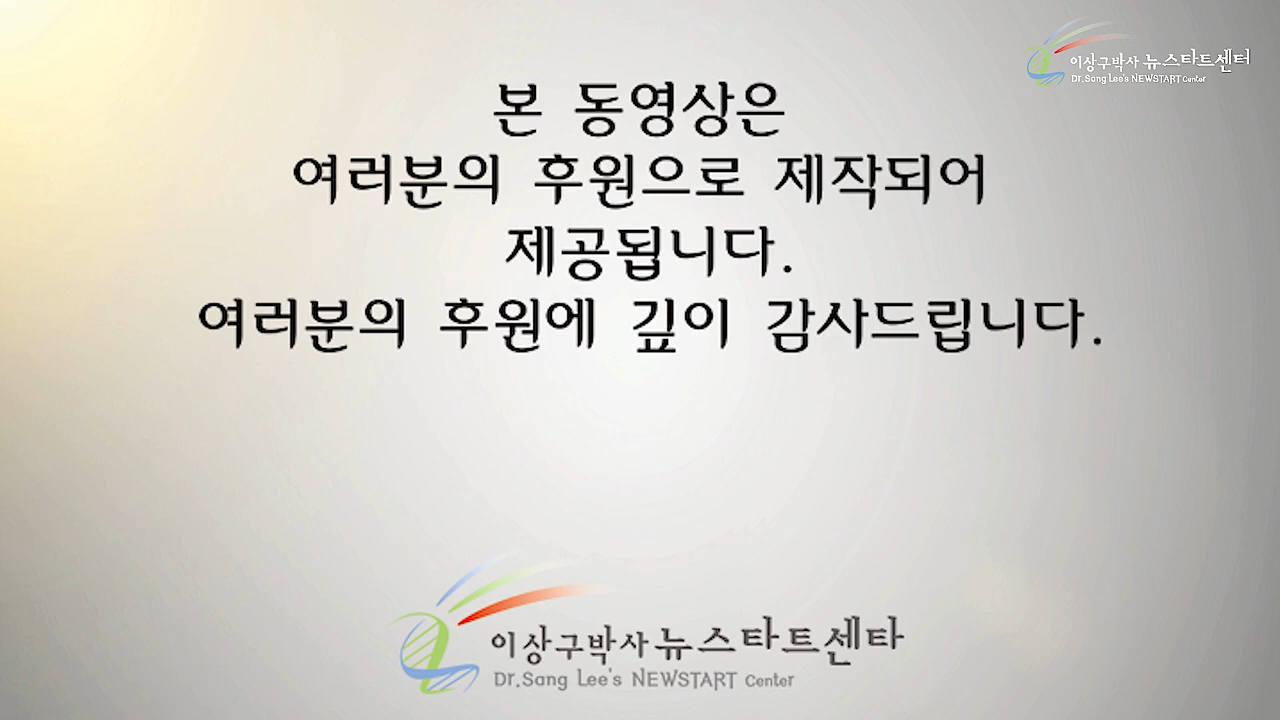 이상구박사 뉴스타트센터
Dr.Sang Lee's NEWSTART Center
본 동영상은
여러분의 후원으로 제작되어
제공됩니다.
여러분의 후원에 깊이 감사드립니다.
이상구박사 뉴스타트센타
Dr.Sang Lee's NEWSTART Center